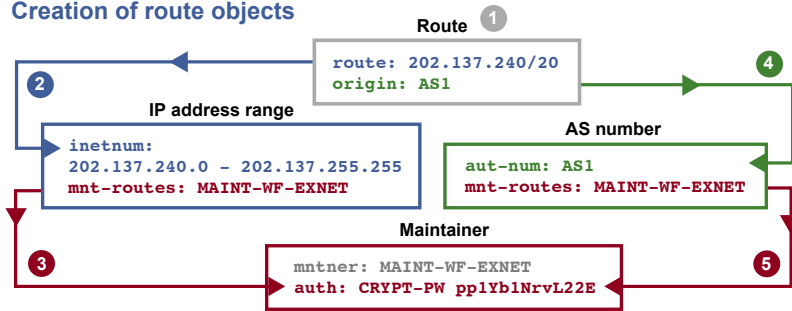 Creation of route objects
Route 1
route: 202.137.240/20
origin: AS1
2
4
IP address range
inetnum:
202.137.240.0 – 202.137.255.255
mnt-routes: MAINT-WF-EXNET
AS number
aut-num: AS1
mnt-routes: MAINT-WF-EXNET
Maintainer
3
mntner: MAINT-WF-EXNET
auth: CRYPT-PW pp1Yb1NrvL22E
5